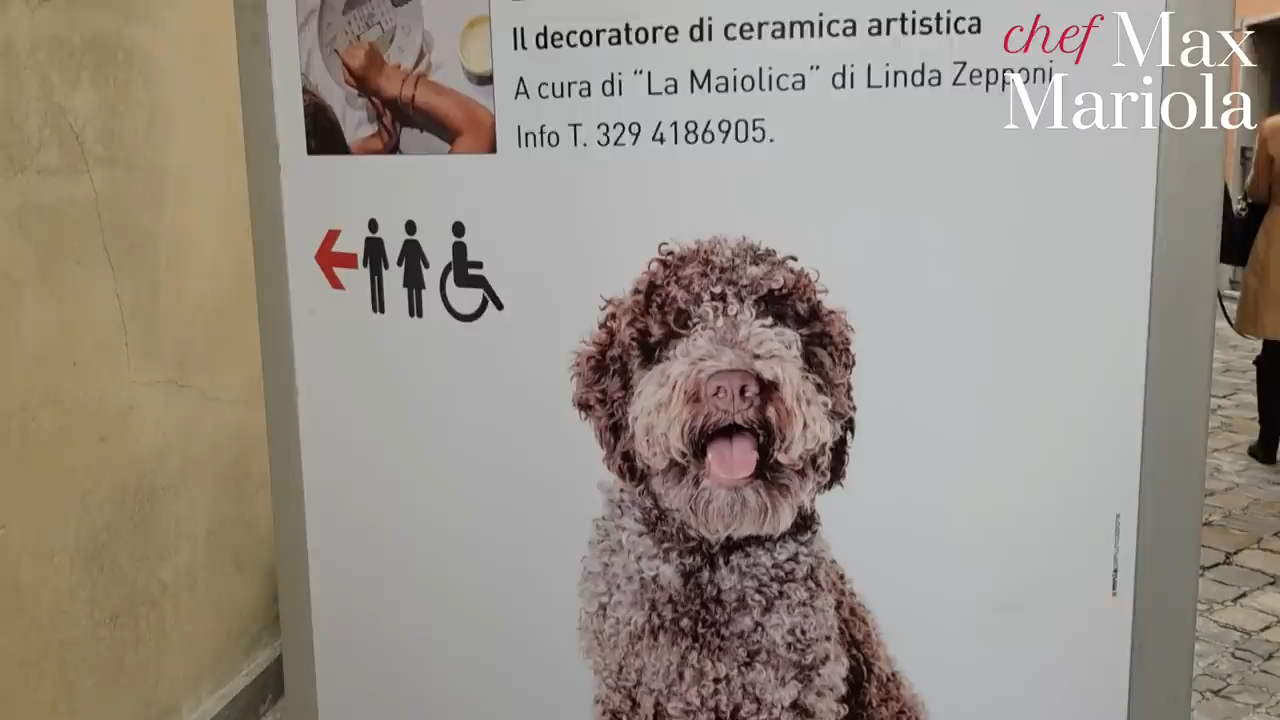 Il decoratore di ceramica artistica
A cura di “La Maiolica” di Linda Zepponi
Info T. 329 4186905.
chef Max
Mariola